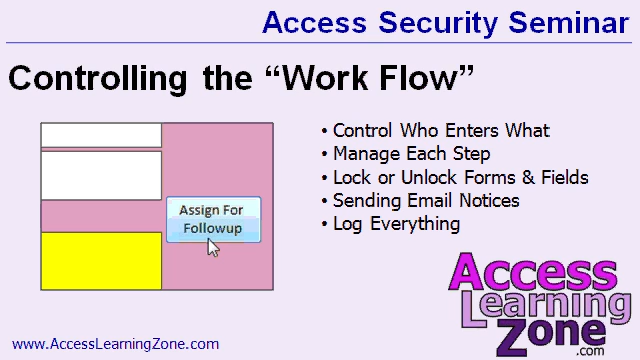 Access Security Seminar
Controlling the “Work Flow”
• Control Who Enters What
• Manage Each Step
• Lock or Unlock Forms & Fields
• Sending Email Notices
• Log Everything
Assign For
Followup
www.AccessLearningZone.com
Access
Learning
Zone
.com